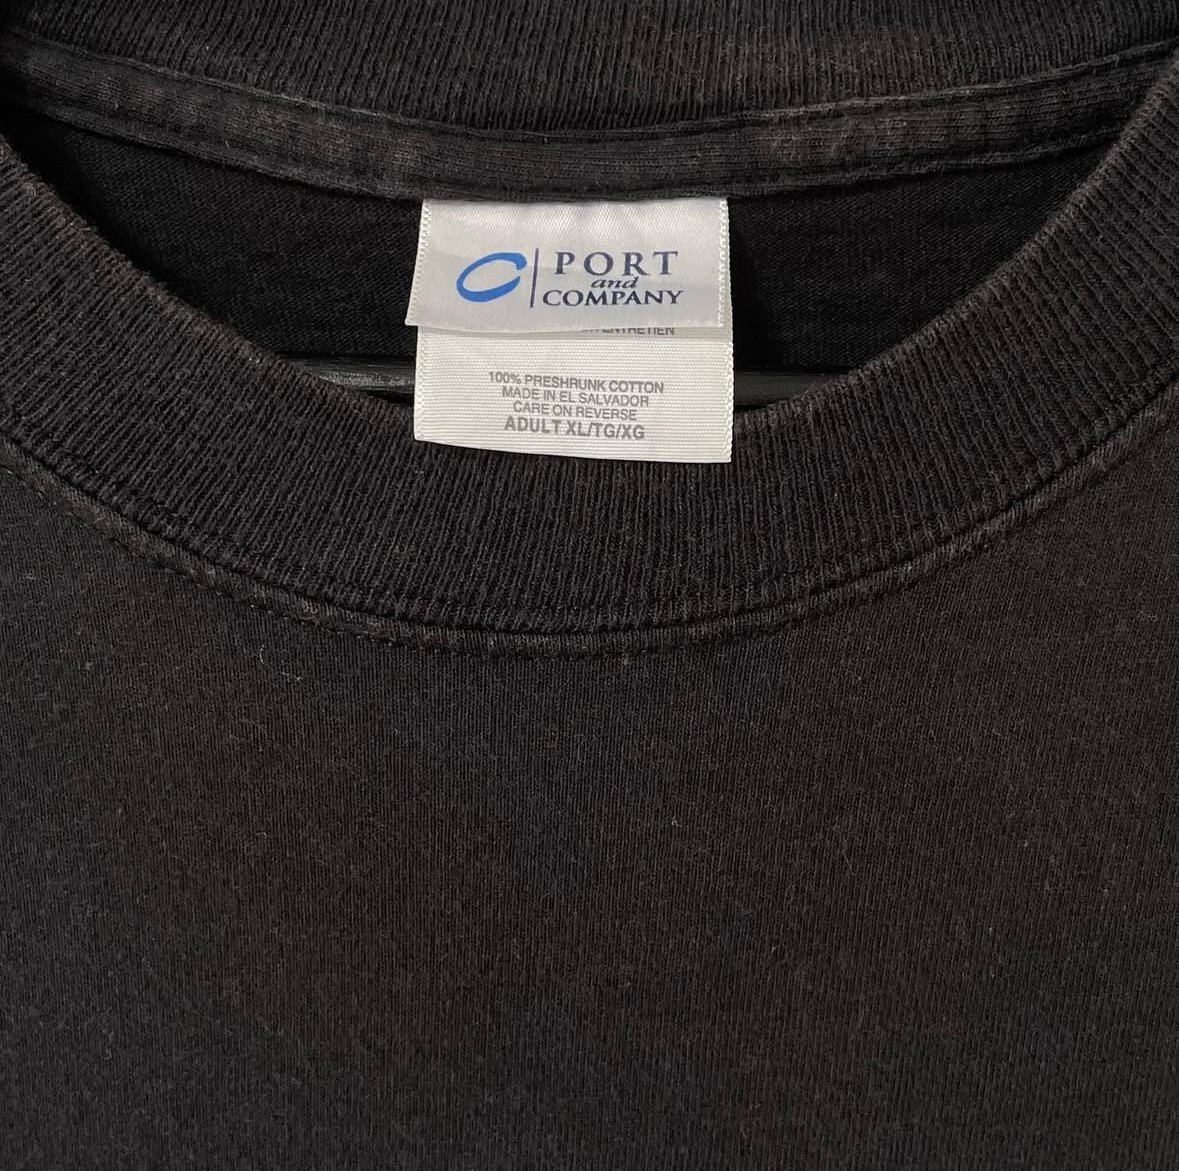 PORT
and
COMPANY
100% PRESHRUNK COTTON
MADE IN EL SALVADOR
CARE ON REVERSE
ADULT XL/TG/XG